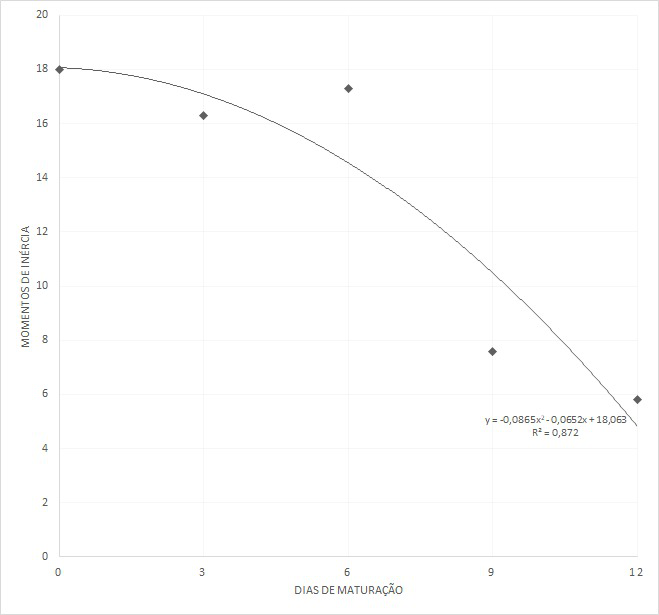 20
18
16
14
12
10
8
6
4
2
0
MOMENTOS DE INÉRCIA
y = -0,0865x² - 0,0652x + 18,063
R² = 0,872
0 3 6 9 12
DIAS DE MATURAÇÃO